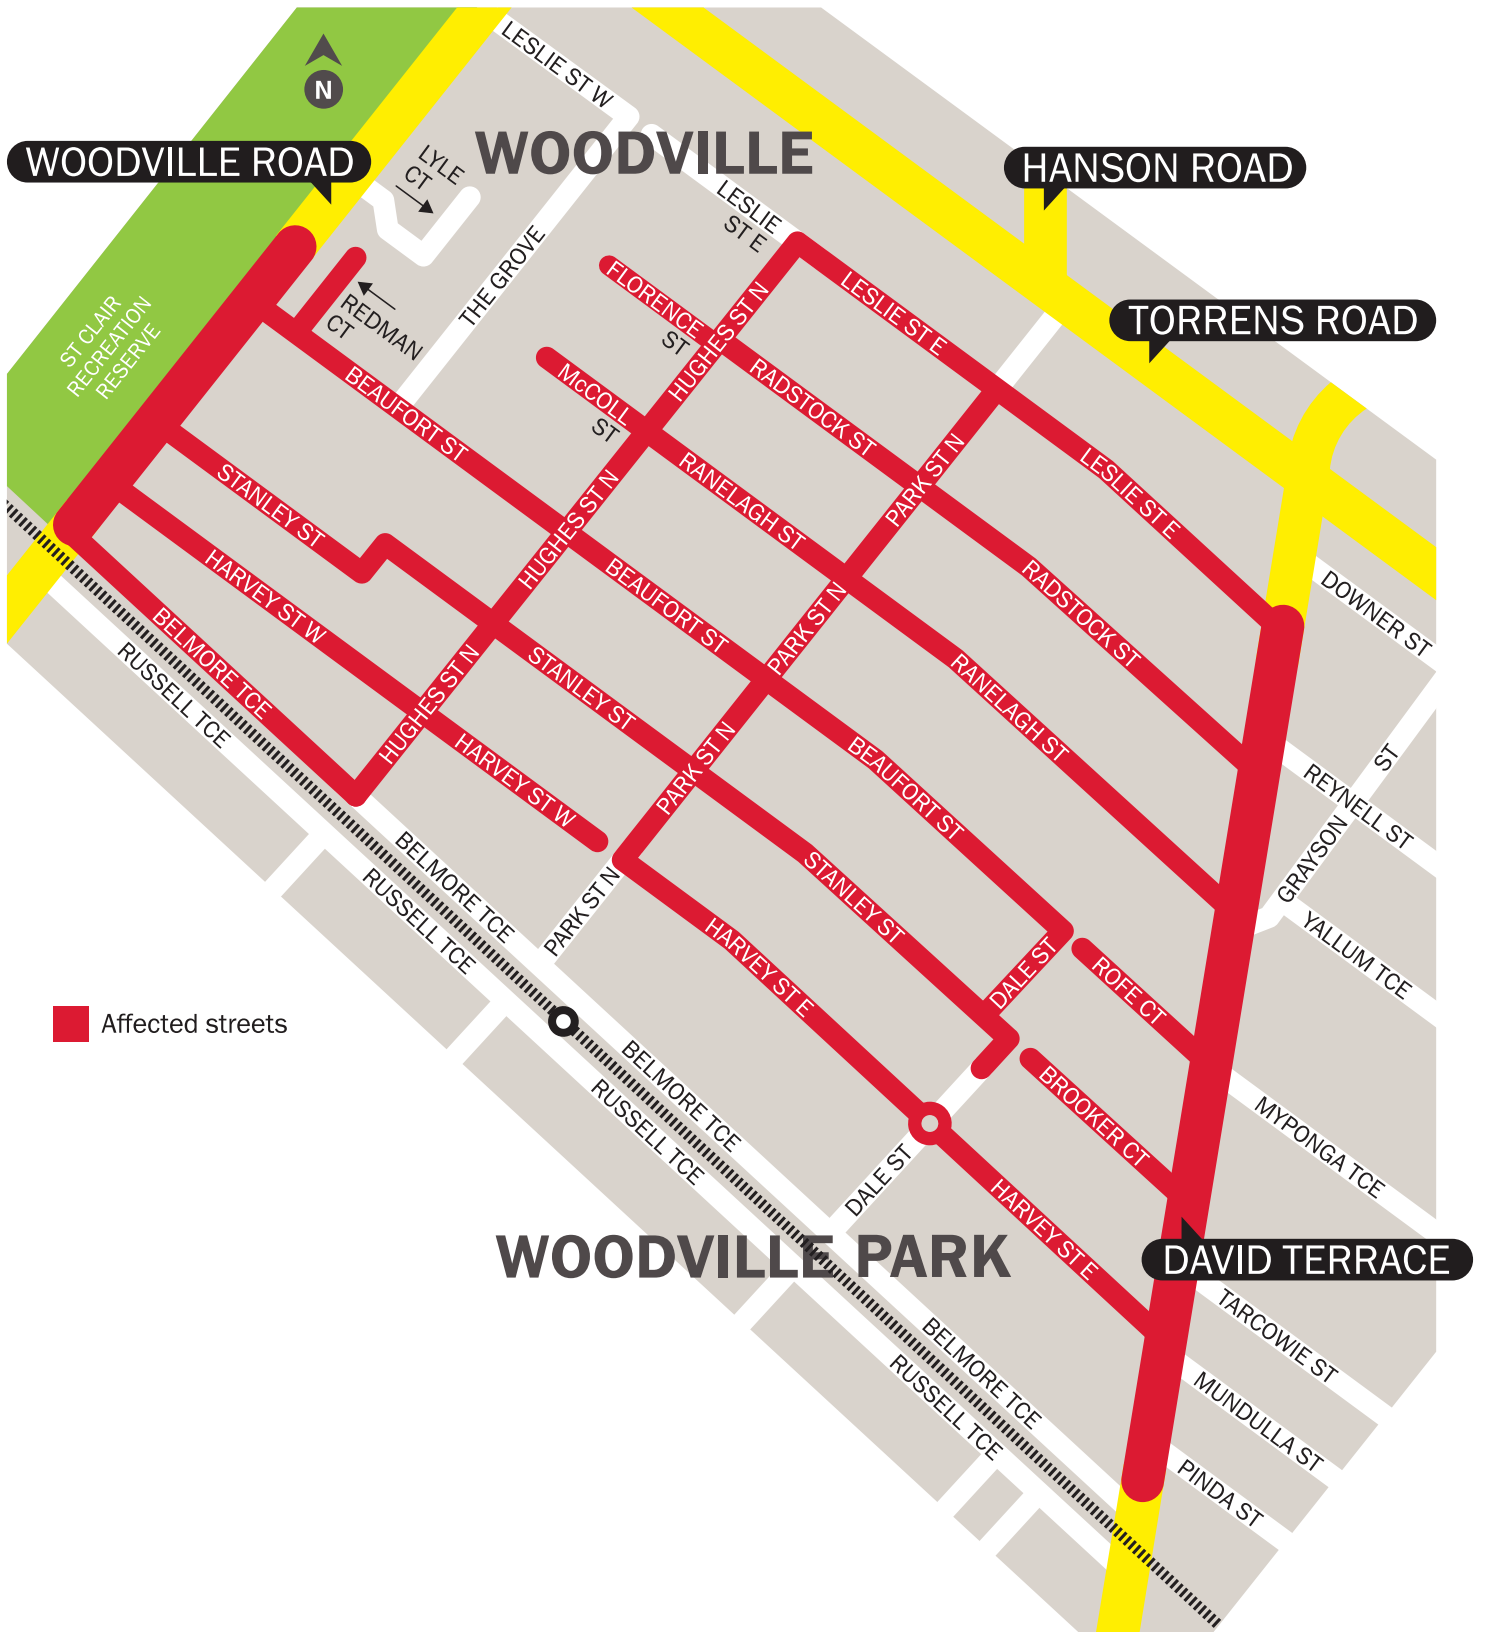 LESLIE ST W
WOODVILLE
N
WOODVILLE ROAD
LYLE
CT
HANSON ROAD
LESLIE
ST E
THE GROVE
FLORENCE
ST
HUGHES ST N
LESLIE ST E
TORRENS ROAD
ST CLAIR
RECREATION
RESERVE
REDMAN
CT
McCOLL
ST
RADSTOCK ST
BEAUFORT ST
PARK ST N
LESLIE ST E
STANLEY ST
HUGHES ST N
RANELAGH ST
HARVEY ST W
BEAUFORT ST
PARK ST N
RADSTOCK ST
DOWNER ST
BELMORE TCE
RUSSELL TCE
HUGHES ST N
STANLEY ST
RANELAGH ST
PARK ST N
HARVEY ST W
BEAUFORT ST
GRAYSON
ST
REYNELL ST
BELMORE TCE
RUSSELL TCE
PARK ST N
STANLEY ST
HARVEY ST E
DALE ST
ROFE CT
YALLUM TCE
Affected streets
BELMORE TCE
RUSSELL TCE
BROOKER CT
MYPONGA TCE
DALE ST
HARVEY ST E
WOODVILLE PARK
DAVID TERRACE
TARCOWIE ST
BELMORE TCE
RUSSELL TCE
MUNDULLA ST
PINDA ST